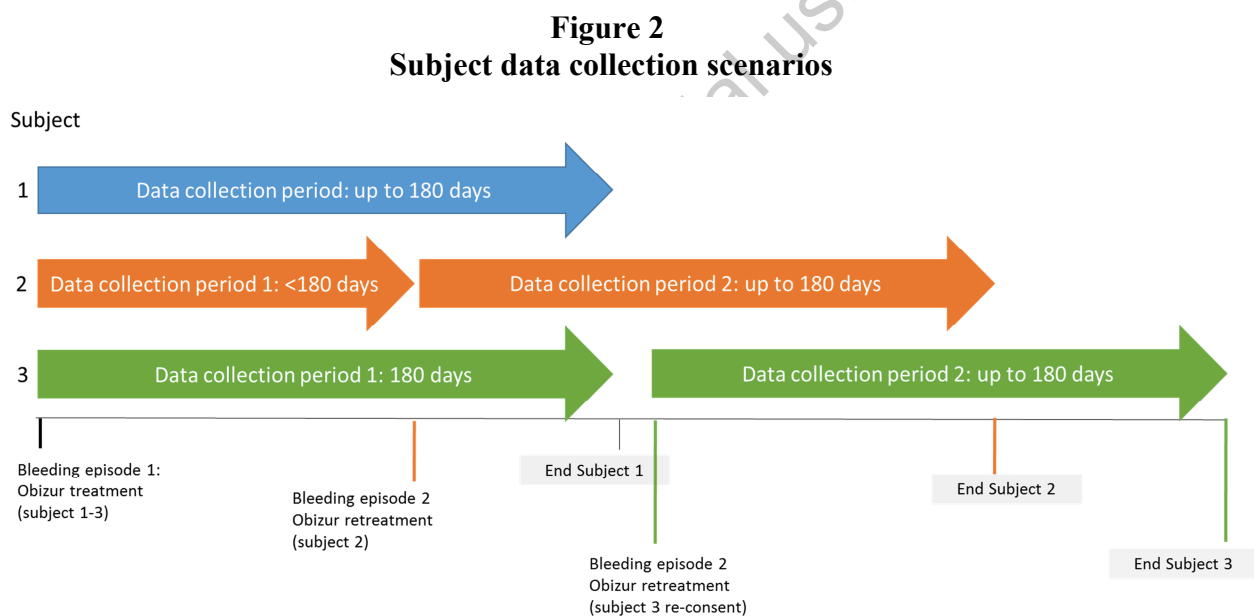 Figure 2
Subject data collection scenarios
Subject
1 Data collection period: up to 180 days
2 Data collection period 1: <180 days Data collection period 2: up to 180 days
3 Data collection period 1: 180 days Data collection period 2: up to 180 days
Bleeding episode 1:
Obizur treatment
(subject 1-3)
Bleeding episode 2
Obizur retreatment
(subject 2)
End Subject 1
Bleeding episode 2
Obizur retreatment
(subject 3 re-consent)
End Subject 2
End Subject 3